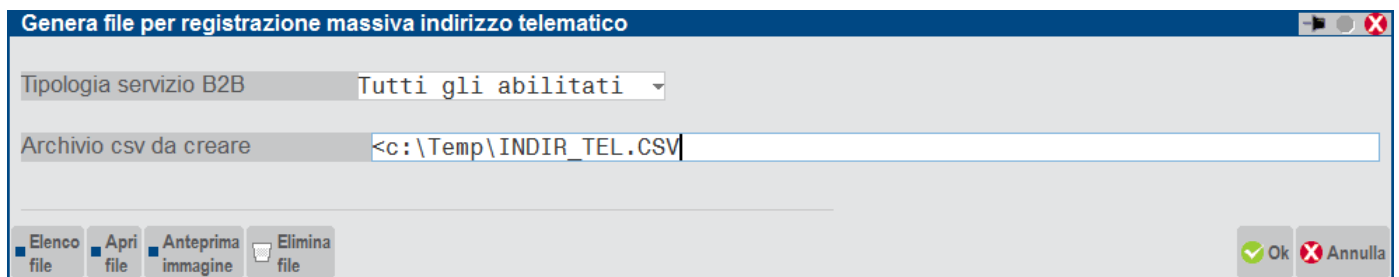 Genera file per registrazione massiva indirizzo telematico
Tipologia servizio B2B Tutti gli abilitati
Archivio csv da creare <c:\Temp\INDIR_TEL.CSV
Elenco file Apri file Anteprima immagine Elimina file Ok Annulla